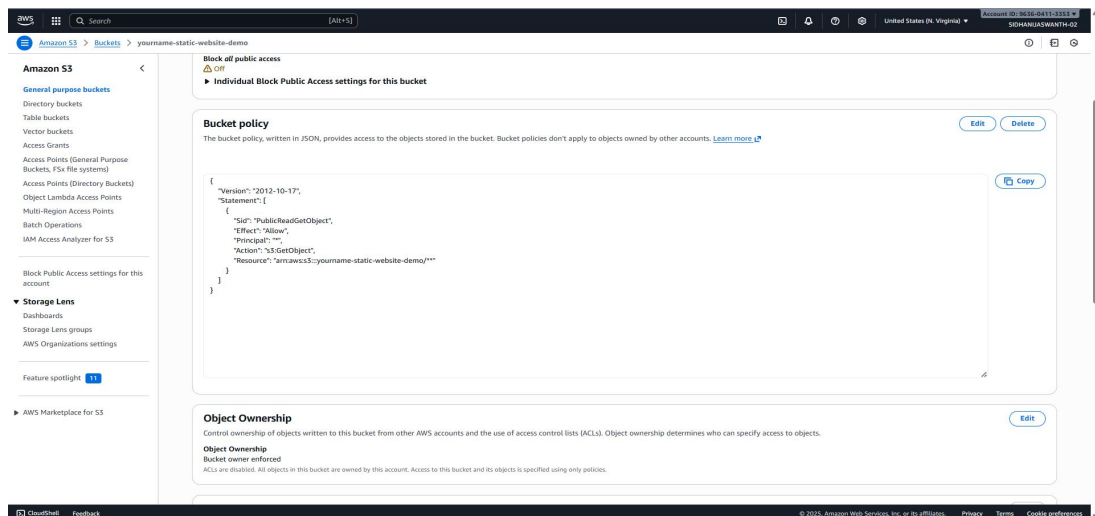 aws
Search
[Alt+S]
United States (N. Virginia)
Account ID: 9636-0411-3353
SIDHANIJASWANTH-02
Amazon S3 > Buckets > yourname-static-website-demo
Amazon S3
General purpose buckets
Directory buckets
Table buckets
Vector buckets
Access Grants
Access Points (General Purpose
Buckets, FSx file systems)
Access Points (Directory Buckets)
Object Lambda Access Points
Multi-Region Access Points
Batch Operations
IAM Access Analyzer for S3
Block Public Access settings for this
account
Storage Lens
Dashboards
Storage Lens groups
AWS Organizations settings
Feature spotlight 11
AWS Marketplace for S3
Block all public access
Off
Individual Block Public Access settings for this bucket
Bucket policy
Edit
Delete
The bucket policy, written in JSON, provides access to the objects stored in the bucket. Bucket policies don't apply to objects owned by other accounts. Learn more
Copy
{
"Version": "2012-10-17",
"Statement": [
{
"Sid": "PublicReadGetObject",
"Effect": "Allow",
"Principal": "*",
"Action": "s3:GetObject",
"Resource": "arn:aws:s3:::yourname-static-website-demo/**"
}
]
}
Object Ownership
Edit
Control ownership of objects written to this bucket from other AWS accounts and the use of access control lists (ACLs). Object ownership determines who can specify access to objects.
Object Ownership
Bucket owner enforced
ACLs are disabled. All objects in this bucket are owned by this account. Access to this bucket and its objects is specified using only policies.
CloudShell
Feedback
© 2025, Amazon Web Services, Inc. or its affiliates.
Privacy
Terms
Cookie preferences